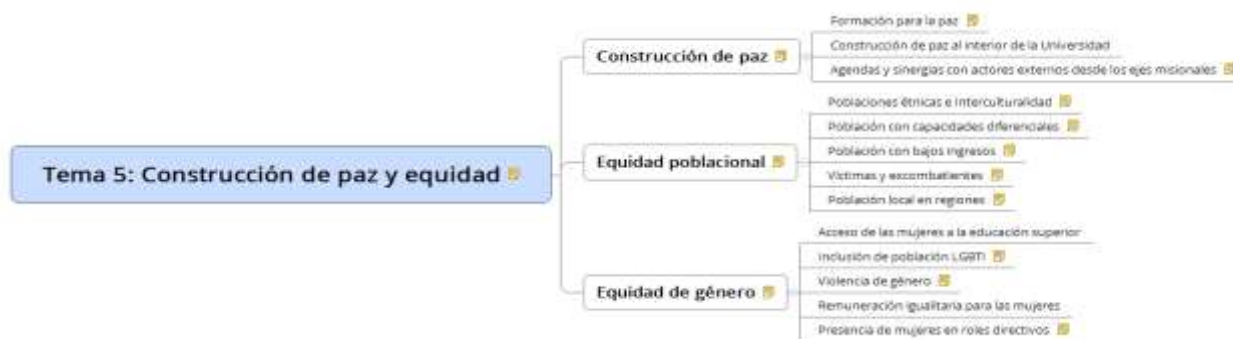 Tema 5: Construcción de paz y equidad
Construcción de paz
Formación para la paz
Construcción de paz al interior de la Universidad
Agendas y sinergias con actores externos desde los ejes misionales
Equidad poblacional
Poblaciones étnicas e interculturalidad
Población con capacidades diferenciales
Población con bajos ingresos
Víctimas y excombatientes
Población local en regiones
Equidad de género
Acceso de las mujeres a la educación superior
Inclusión de población LGBTI
Violencia de género
Remuneración igualitaria para las mujeres
Presencia de mujeres en roles directivos